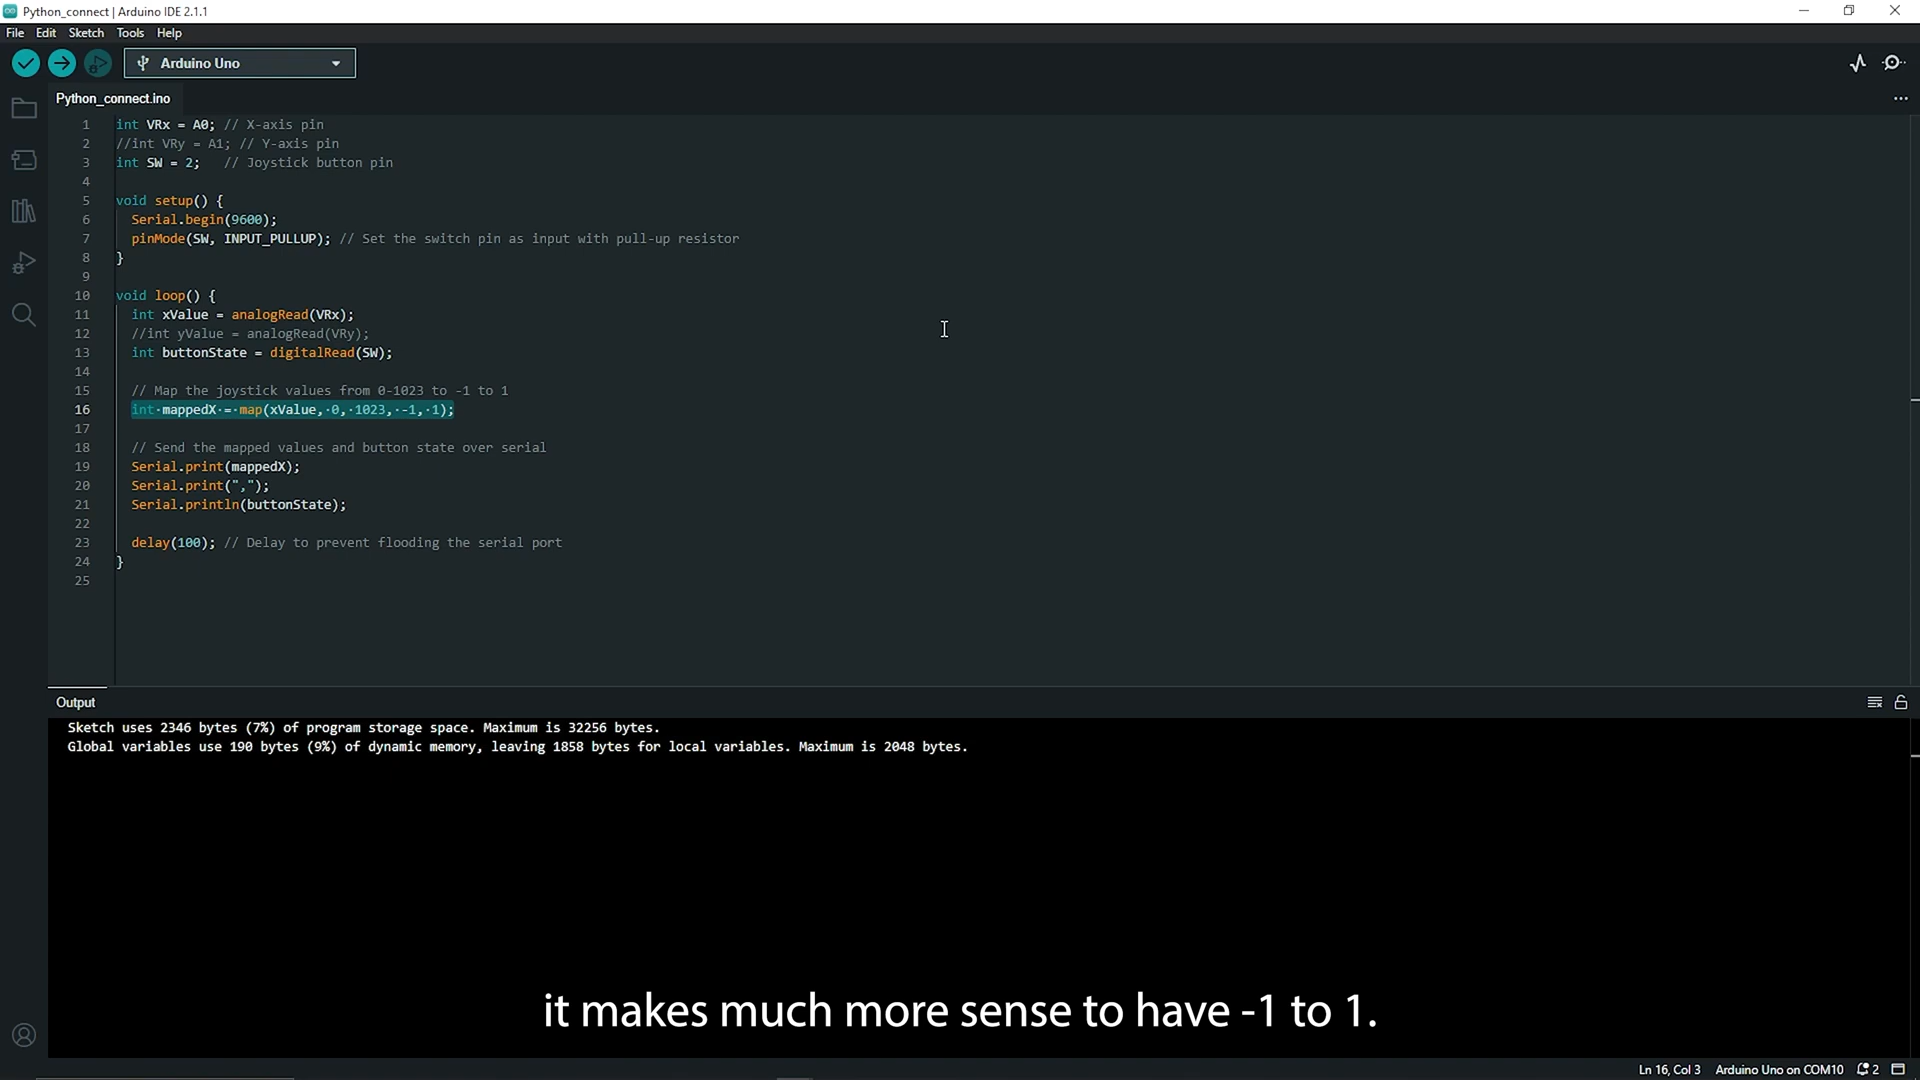 Python_connect | Arduino IDE 2.1.1
File Edit Sketch Tools Help
Arduino Uno
Python_connect.ino
1 int VRx = A0; // X-axis pin
2 //int VRy = A1; // Y-axis pin
3 int SW = 2; // Joystick button pin
4
5 void setup() {
6 Serial.begin(9600);
7 pinMode(SW, INPUT_PULLUP); // Set the switch pin as input with pull-up resistor
8 }
9
10 void loop() {
11 int xValue = analogRead(VRx);
12 //int yValue = analogRead(VRy);
13 int buttonState = digitalRead(SW);
14
15 // Map the joystick values from 0-1023 to -1 to 1
16 int mappedX = map(xValue, 0, 1023, -1, 1);
17
18 // Send the mapped values and button state over serial
19 Serial.print(mappedX);
20 Serial.print(",");
21 Serial.println(buttonState);
22
23 delay(100); // Delay to prevent flooding the serial port
24 }
25
Output
Sketch uses 2346 bytes (7%) of program storage space. Maximum is 32256 bytes.
Global variables use 190 bytes (9%) of dynamic memory, leaving 1858 bytes for local variables. Maximum is 2048 bytes.
it makes much more sense to have -1 to 1.
Ln 16, Col 3 Arduino Uno on COM10 2